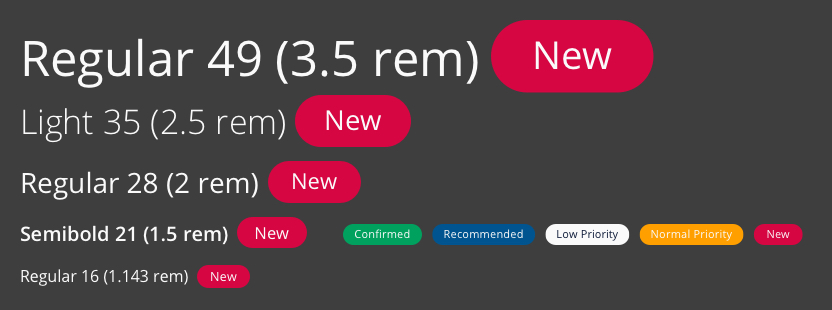 Regular 49 (3.5 rem) New
Light 35 (2.5 rem) New
Regular 28 (2 rem) New
Semibold 21 (1.5 rem) New Confirmed Recommended Low Priority Normal Priority New
Regular 16 (1.143 rem) New